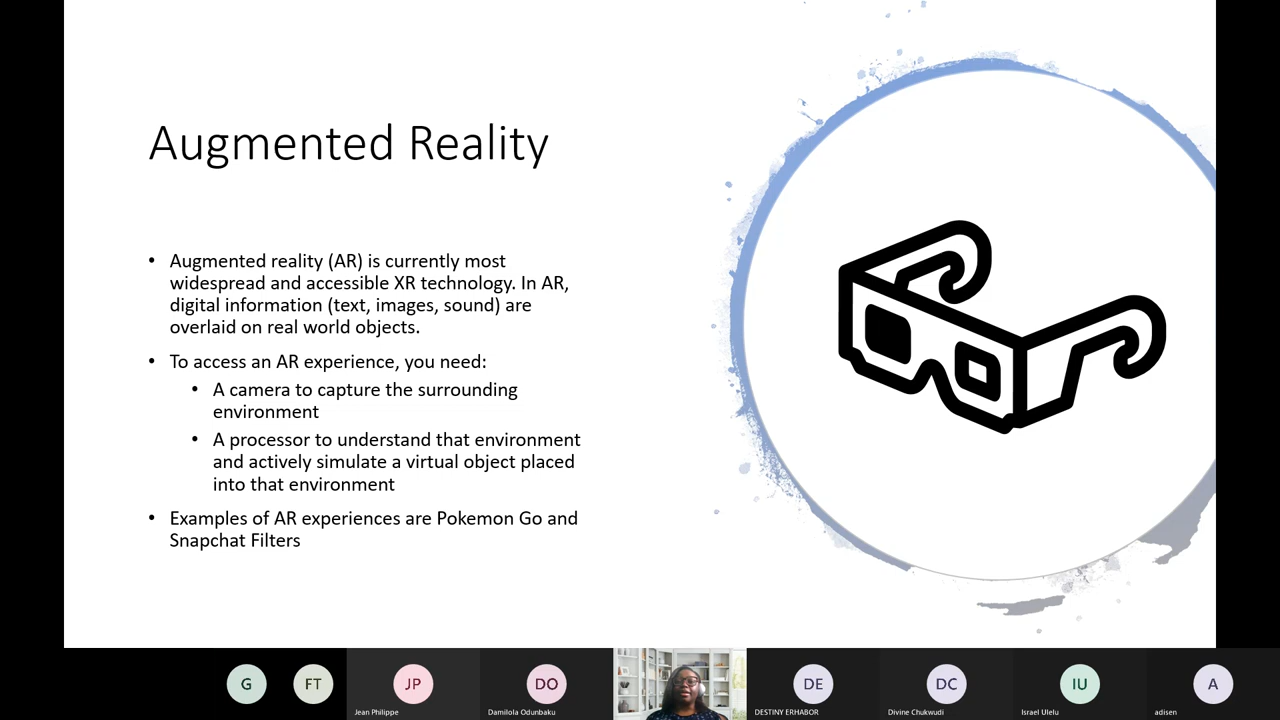 Augmented Reality
• Augmented reality (AR) is currently most
widespread and accessible XR technology. In AR,
digital information (text, images, sound) are
overlaid on real world objects.
• To access an AR experience, you need:
• A camera to capture the surrounding
environment
• A processor to understand that environment
and actively simulate a virtual object placed
into that environment
• Examples of AR experiences are Pokemon Go and
Snapchat Filters
G FT JP DO DE DC IU A
Jean Philippe Damilola Odunbaku DESTINY ERHABOR Divine Chukwudi Israel Ulelu adisen